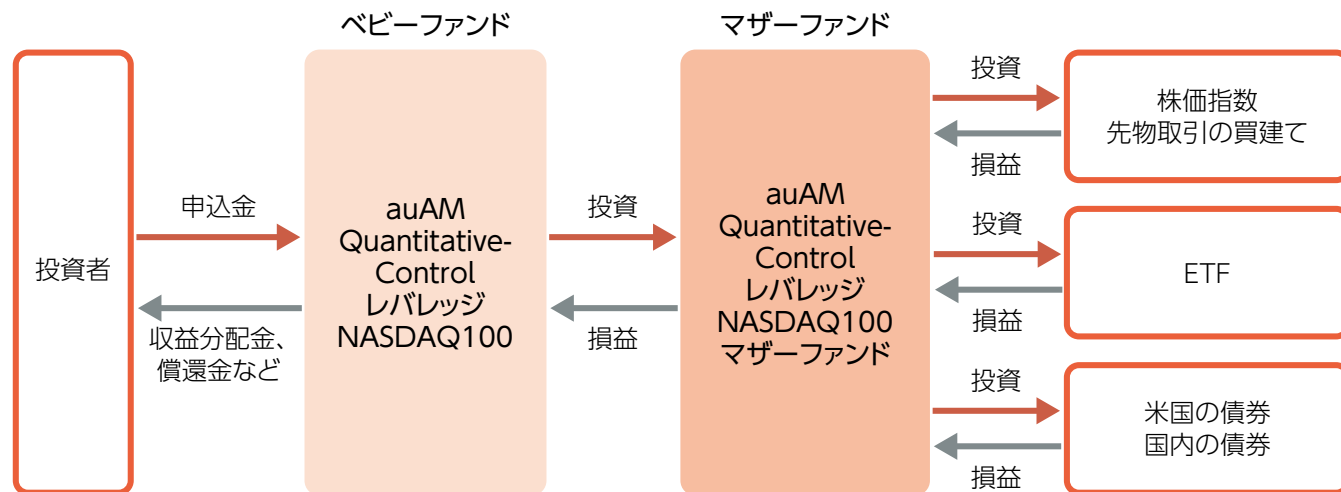 ベビーファンド
マザーファンド
投資者
申込金
収益分配金、
償還金など
auAM
Quantitative-
Control
レバレッジ
NASDAQ100
投資
損益
auAM
Quantitative-
Control
レバレッジ
NASDAQ100
マザーファンド
投資
損益
株価指数
先物取引の買建て
投資
損益
ETF
投資
損益
米国の債券
国内の債券